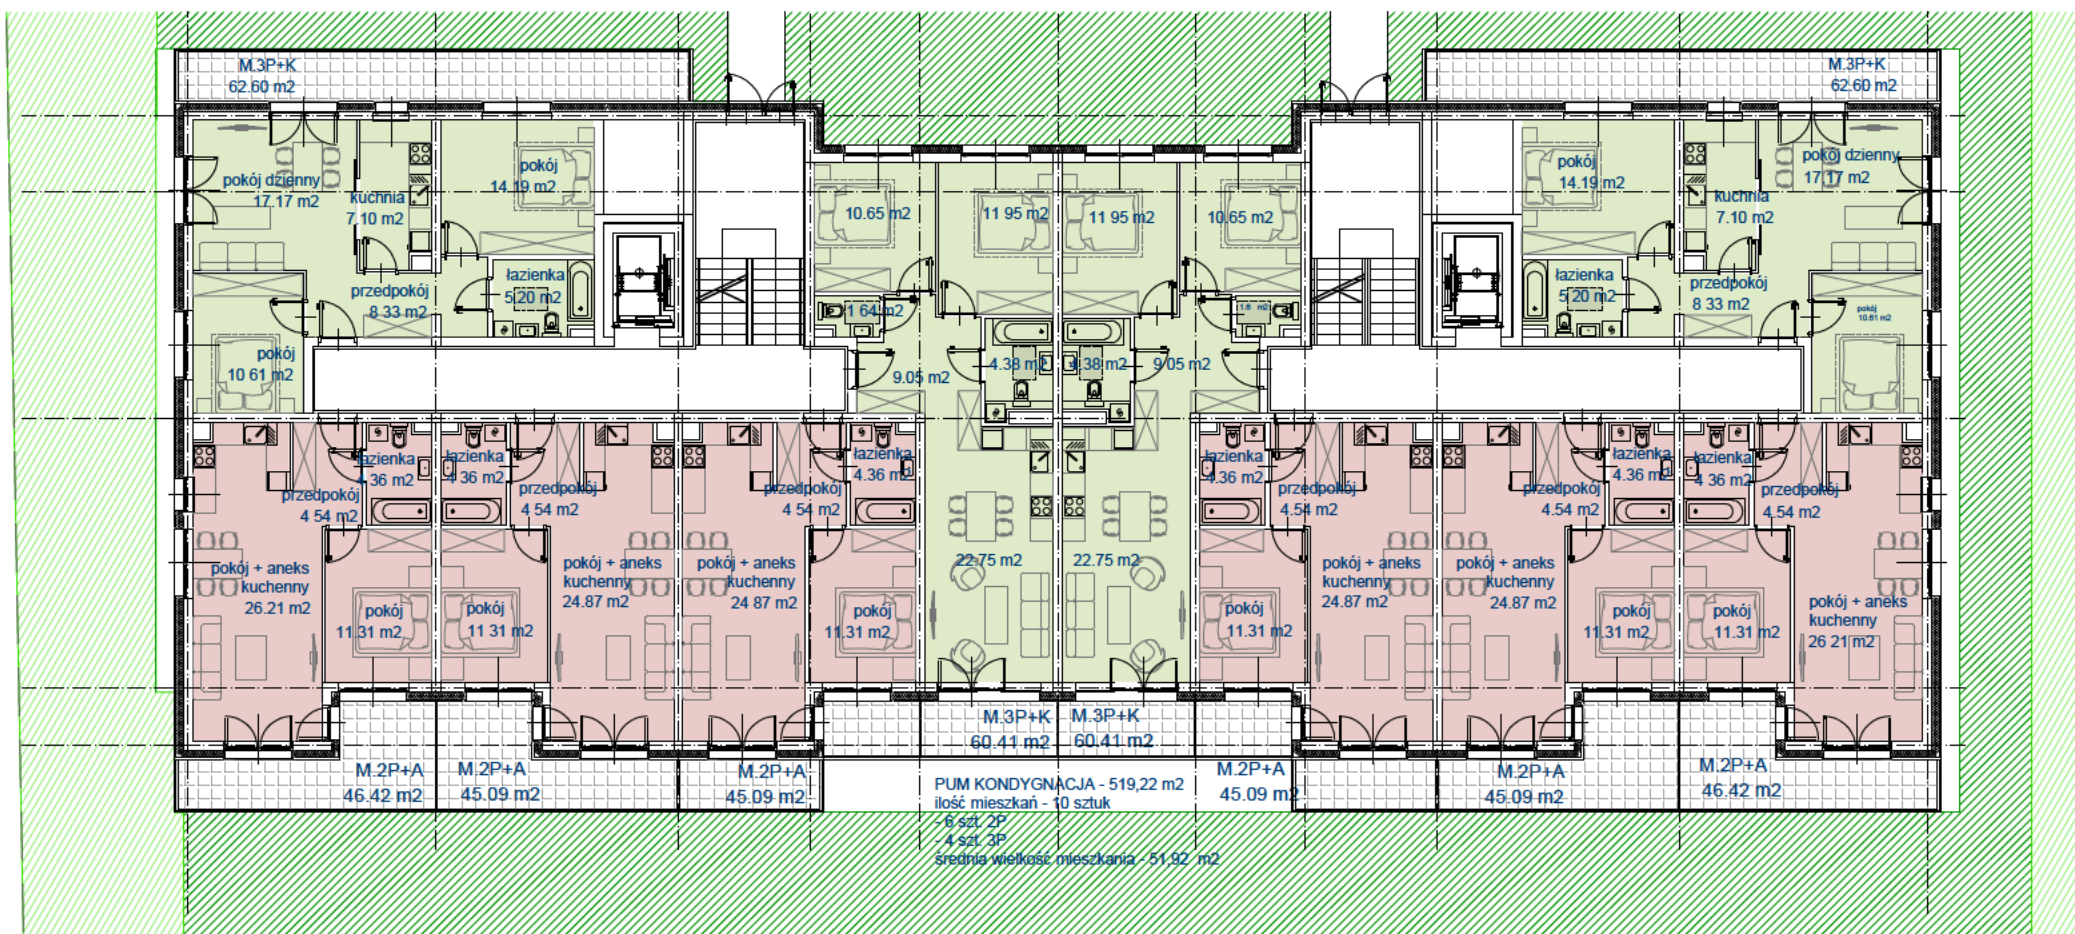 M.3P+K
62.60 m2
M.3P+K
62.60 m2
pokój dzienny
17.17 m2
kuchnia
7.10 m2
pokój
14.19 m2
łazienka
5.20 m2
przedpokój
8 33 m2
pokój
10 61 m2
10.65 m2
11 95 m2
11 95 m2
10.65 m2
1 64 m2
1.6 m2
9.05 m2
4.38 m2
4.38 m2
9 05 m2
22.75 m2
22.75 m2
pokój
14.19 m2
kuchnia
7.10 m2
pokój dzienny
17.17 m2
łazienka
5 20 m2
przedpokój
8 33 m2
pokój
10.61 m2
łazienka
4.36 m2
przedpokój
4 54 m2
pokój + aneks
kuchenny
26.21 m2
pokój
11.31 m2
łazienka
4 36 m2
przedpokój
4 54 m2
pokój
11 31 m2
pokój + aneks
kuchenny
24.87 m2
łazienka
4.36 m2
przedpokój
4 54 m2
pokój + aneks
kuchenny
24 87 m2
pokój
11.31 m2
łazienka
4.36 m2
przedpokój
4.54 m2
pokój
11.31 m2
pokój + aneks
kuchenny
24.87 m2
łazienka
4.36 m2
przedpokój
4.54 m2
pokój + aneks
kuchenny
24.87 m2
pokój
11.31 m2
łazienka
4 36 m2
przedpokój
4.54 m2
pokój
11.31 m2
pokój + aneks
kuchenny
26 21 m2
M.3P+K
60.41 m2
M.3P+K
60.41 m2
M.2P+A
46.42 m2
M.2P+A
45.09 m2
M.2P+A
45.09 m2
M.2P+A
45.09 m2
M.2P+A
45.09 m2
M.2P+A
46.42 m2
PUM KONDYGNACJA - 519,22 m2
ilość mieszkań - 10 sztuk
- 6 szt. 2P
- 4 szt. 3P
średnia wielkość mieszkania - 51,92 m2